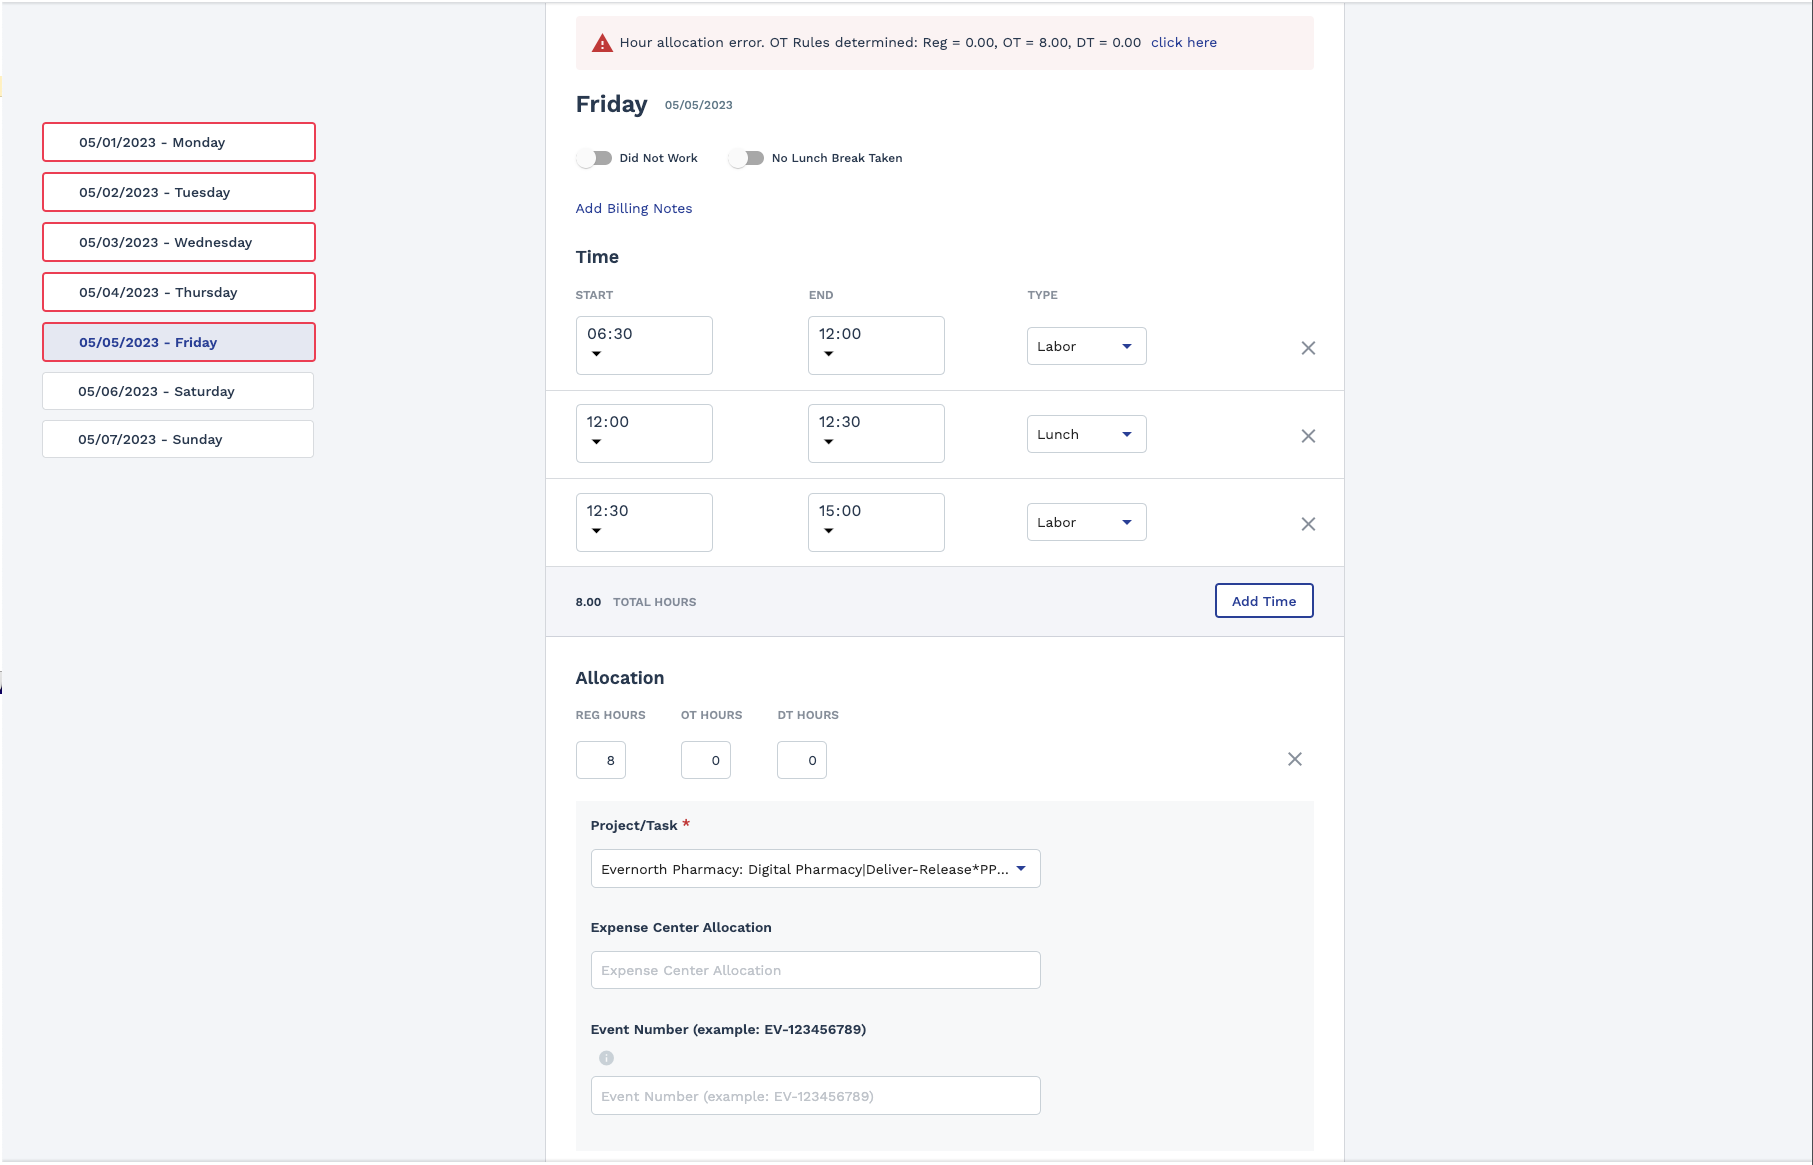 Hour allocation error. OT Rules determined: Reg = 0.00, OT = 8.00, DT = 0.00 click here
05/01/2023 - Monday
05/02/2023 - Tuesday
05/03/2023 - Wednesday
05/04/2023 - Thursday
05/05/2023 - Friday
05/06/2023 - Saturday
05/07/2023 - Sunday
Friday 05/05/2023
Did Not Work No Lunch Break Taken
Add Billing Notes
Time
START END TYPE
06:30 12:00 Labor
12:00 12:30 Lunch
12:30 15:00 Labor
8.00 TOTAL HOURS Add Time
Allocation
REG HOURS OT HOURS DT HOURS
8 0 0
Project/Task *
Evernorth Pharmacy: Digital Pharmacy|Deliver-Release*PP...
Expense Center Allocation
Expense Center Allocation
Event Number (example: EV-123456789)
Event Number (example: EV-123456789)